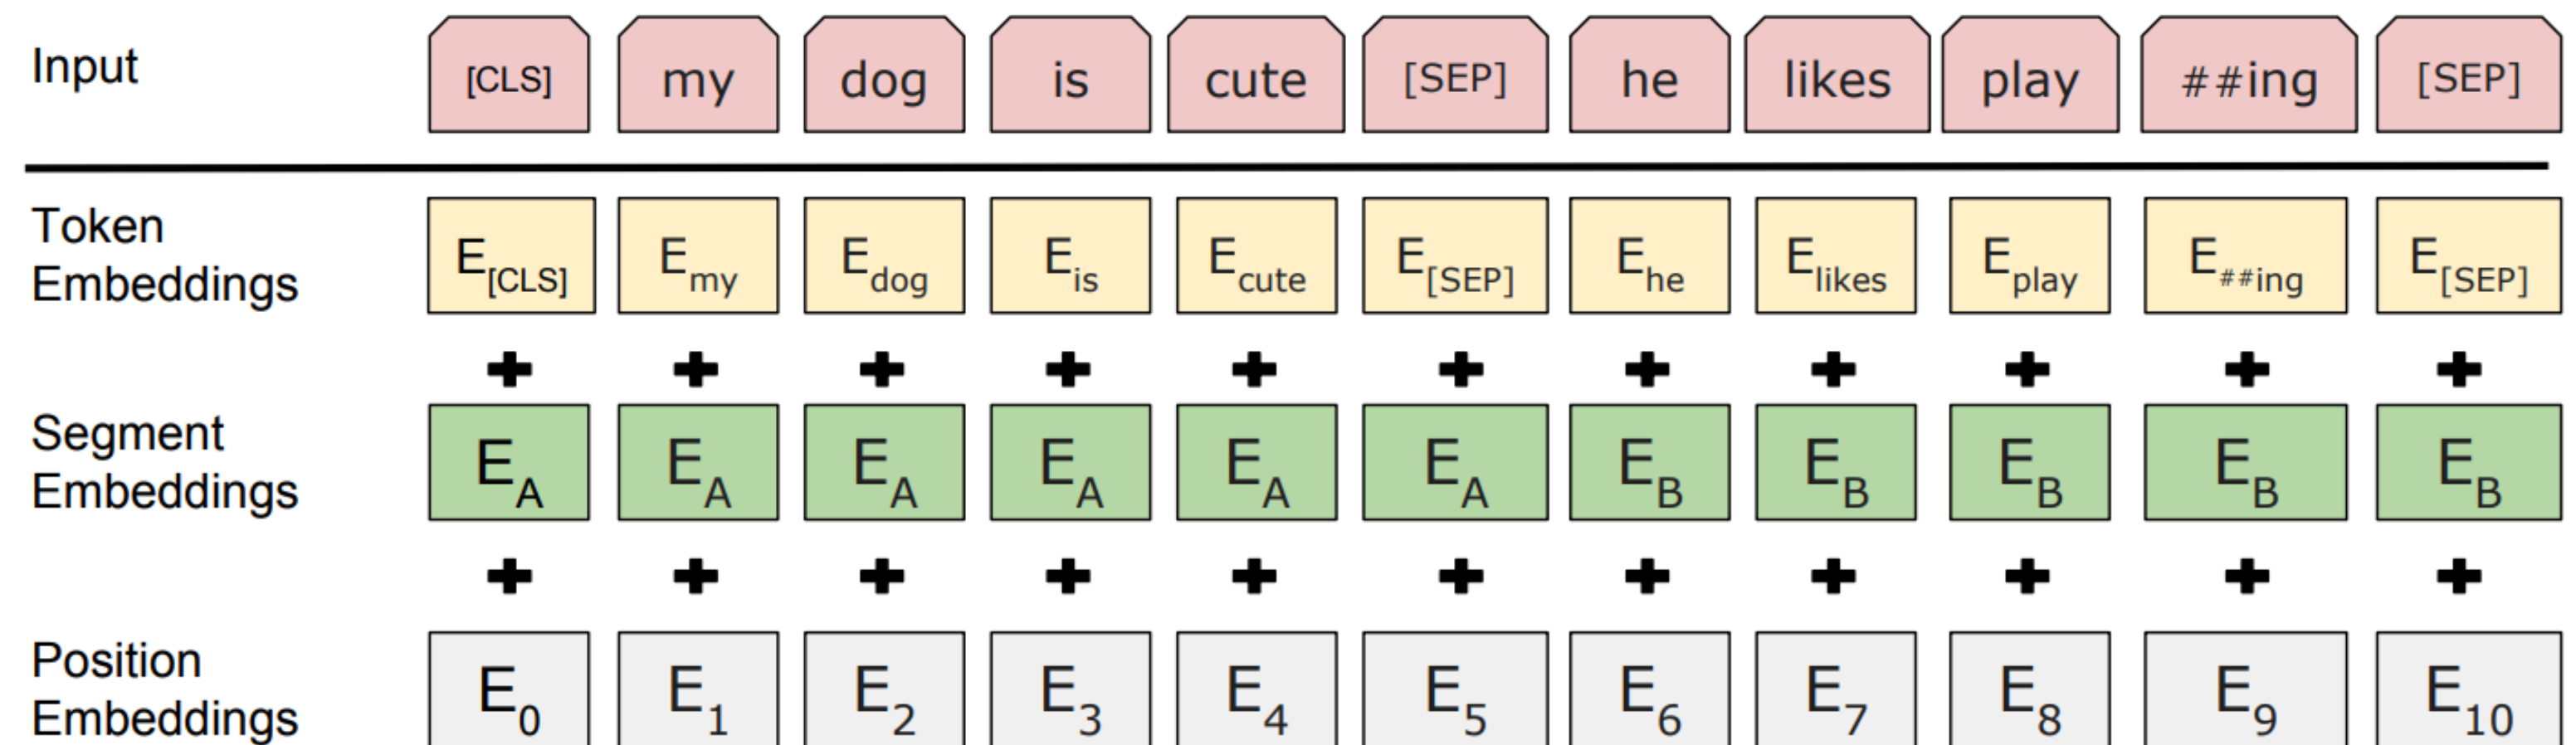 Input [CLS] my dog is cute [SEP] he likes play ##ing [SEP]
Token Embeddings E[CLS] Emy Edog Eis Ecute E[SEP] Ehe Elikes Eplay E##ing E[SEP]
+ + + + + + + + + + +
Segment Embeddings EA EA EA EA EA EA EB EB EB EB EB
+ + + + + + + + + + +
Position Embeddings E0 E1 E2 E3 E4 E5 E6 E7 E8 E9 E10